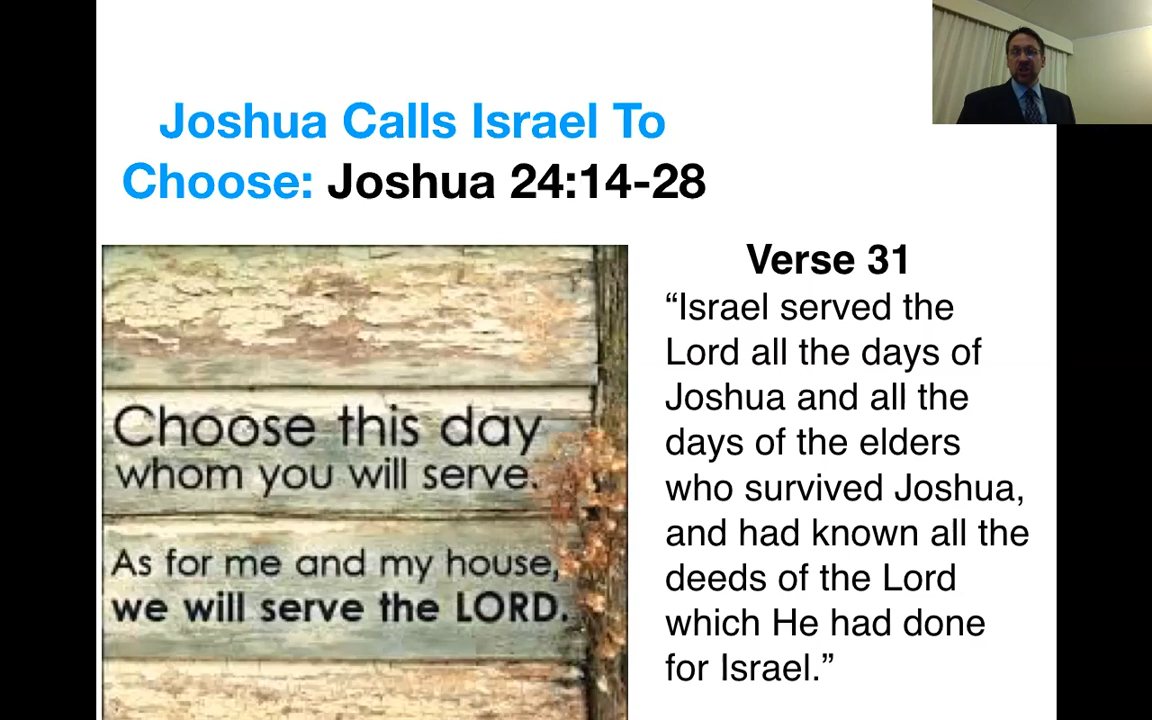 Joshua Calls Israel To
Choose: Joshua 24:14-28
Choose this day
whom you will serve.
As for me and my house,
we will serve the LORD.
Verse 31
“Israel served the
Lord all the days of
Joshua and all the
days of the elders
who survived Joshua,
and had known all the
deeds of the Lord
which He had done
for Israel.”